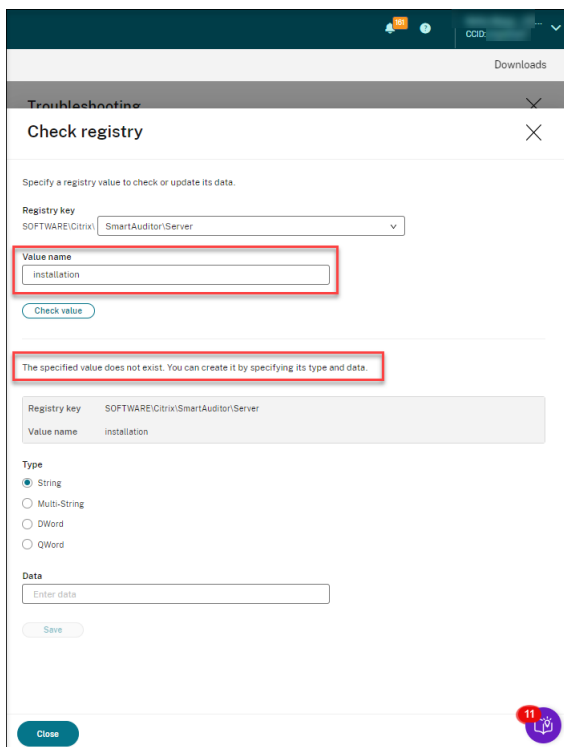 161
?
CCID:
Downloads
Troubleshooting
Check registry
Specify a registry value to check or update its data.
Registry key
SOFTWARE\Citrix\ SmartAuditor\Server
Value name
installation
Check value
The specified value does not exist. You can create it by specifying its type and data.
Registry key SOFTWARE\Citrix\SmartAuditor\Server
Value name installation
Type
String
Multi-String
DWord
QWord
Data
Enter data
Save
11
Close